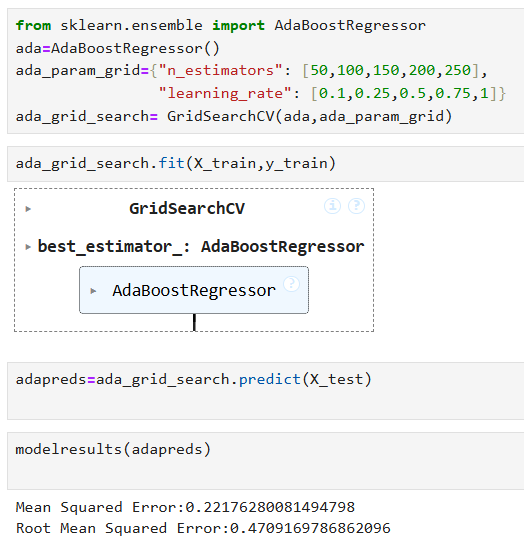 from sklearn.ensemble import AdaBoostRegressor
ada=AdaBoostRegressor()
ada_param_grid={"n_estimators": [50,100,150,200,250],
"learning_rate": [0.1,0.25,0.5,0.75,1]}
ada_grid_search= GridSearchCV(ada,ada_param_grid)
ada_grid_search.fit(X_train,y_train)
GridSearchCV i ?
best_estimator_: AdaBoostRegressor
AdaBoostRegressor ?
adapreds=ada_grid_search.predict(X_test)
modelresults(adapreds)
Mean Squared Error:0.22176280081494798
Root Mean Squared Error:0.4709169786862096